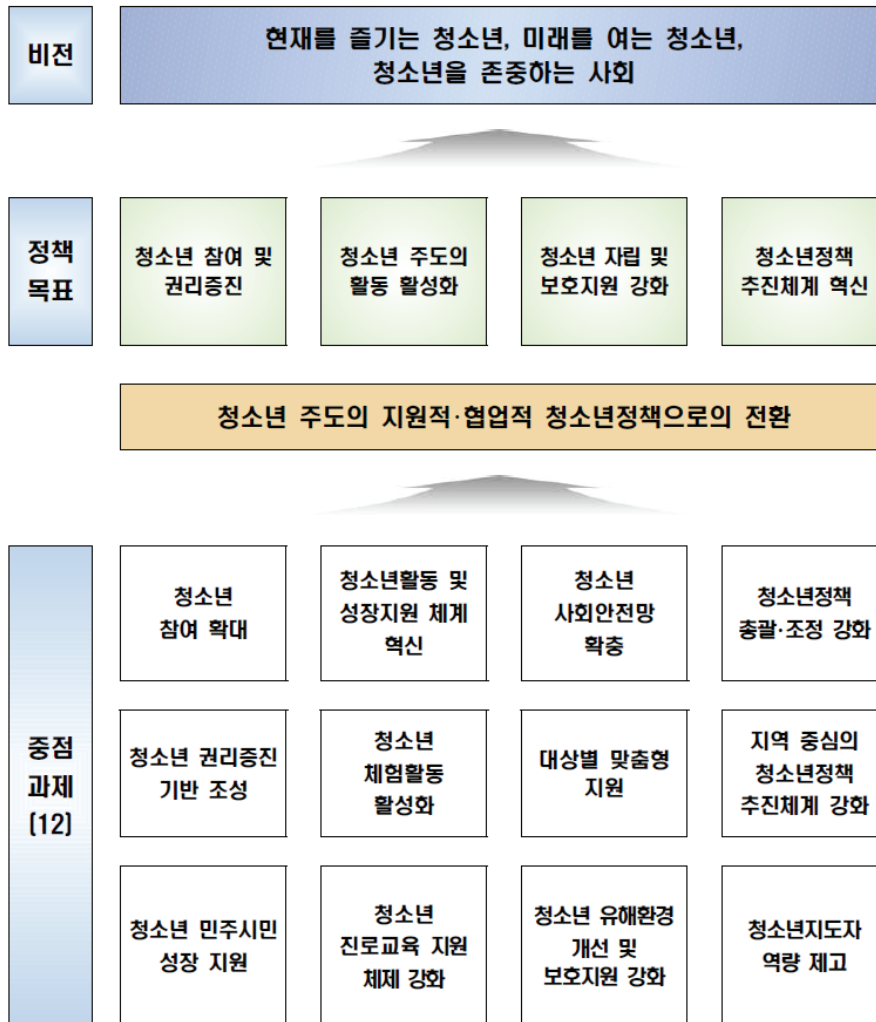 비전
현재를 즐기는 청소년, 미래를 여는 청소년,
청소년을 존중하는 사회
정책
목표
청소년 참여 및
권리증진
청소년 주도의
활동 활성화
청소년 자립 및
보호지원 강화
청소년정책
추진체계 혁신
청소년 주도의 지원적·협업적 청소년정책으로의 전환
중점
과제
(12)
청소년
참여 확대
청소년활동 및
성장지원 체계
혁신
청소년
사회안전망
확충
청소년정책
총괄·조정 강화
청소년 권리증진
기반 조성
청소년
체험활동
활성화
대상별 맞춤형
지원
지역 중심의
청소년정책
추진체계 강화
청소년 민주시민
성장 지원
청소년
진로교육 지원
체제 강화
청소년 유해환경
개선 및
보호지원 강화
청소년지도자
역량 제고